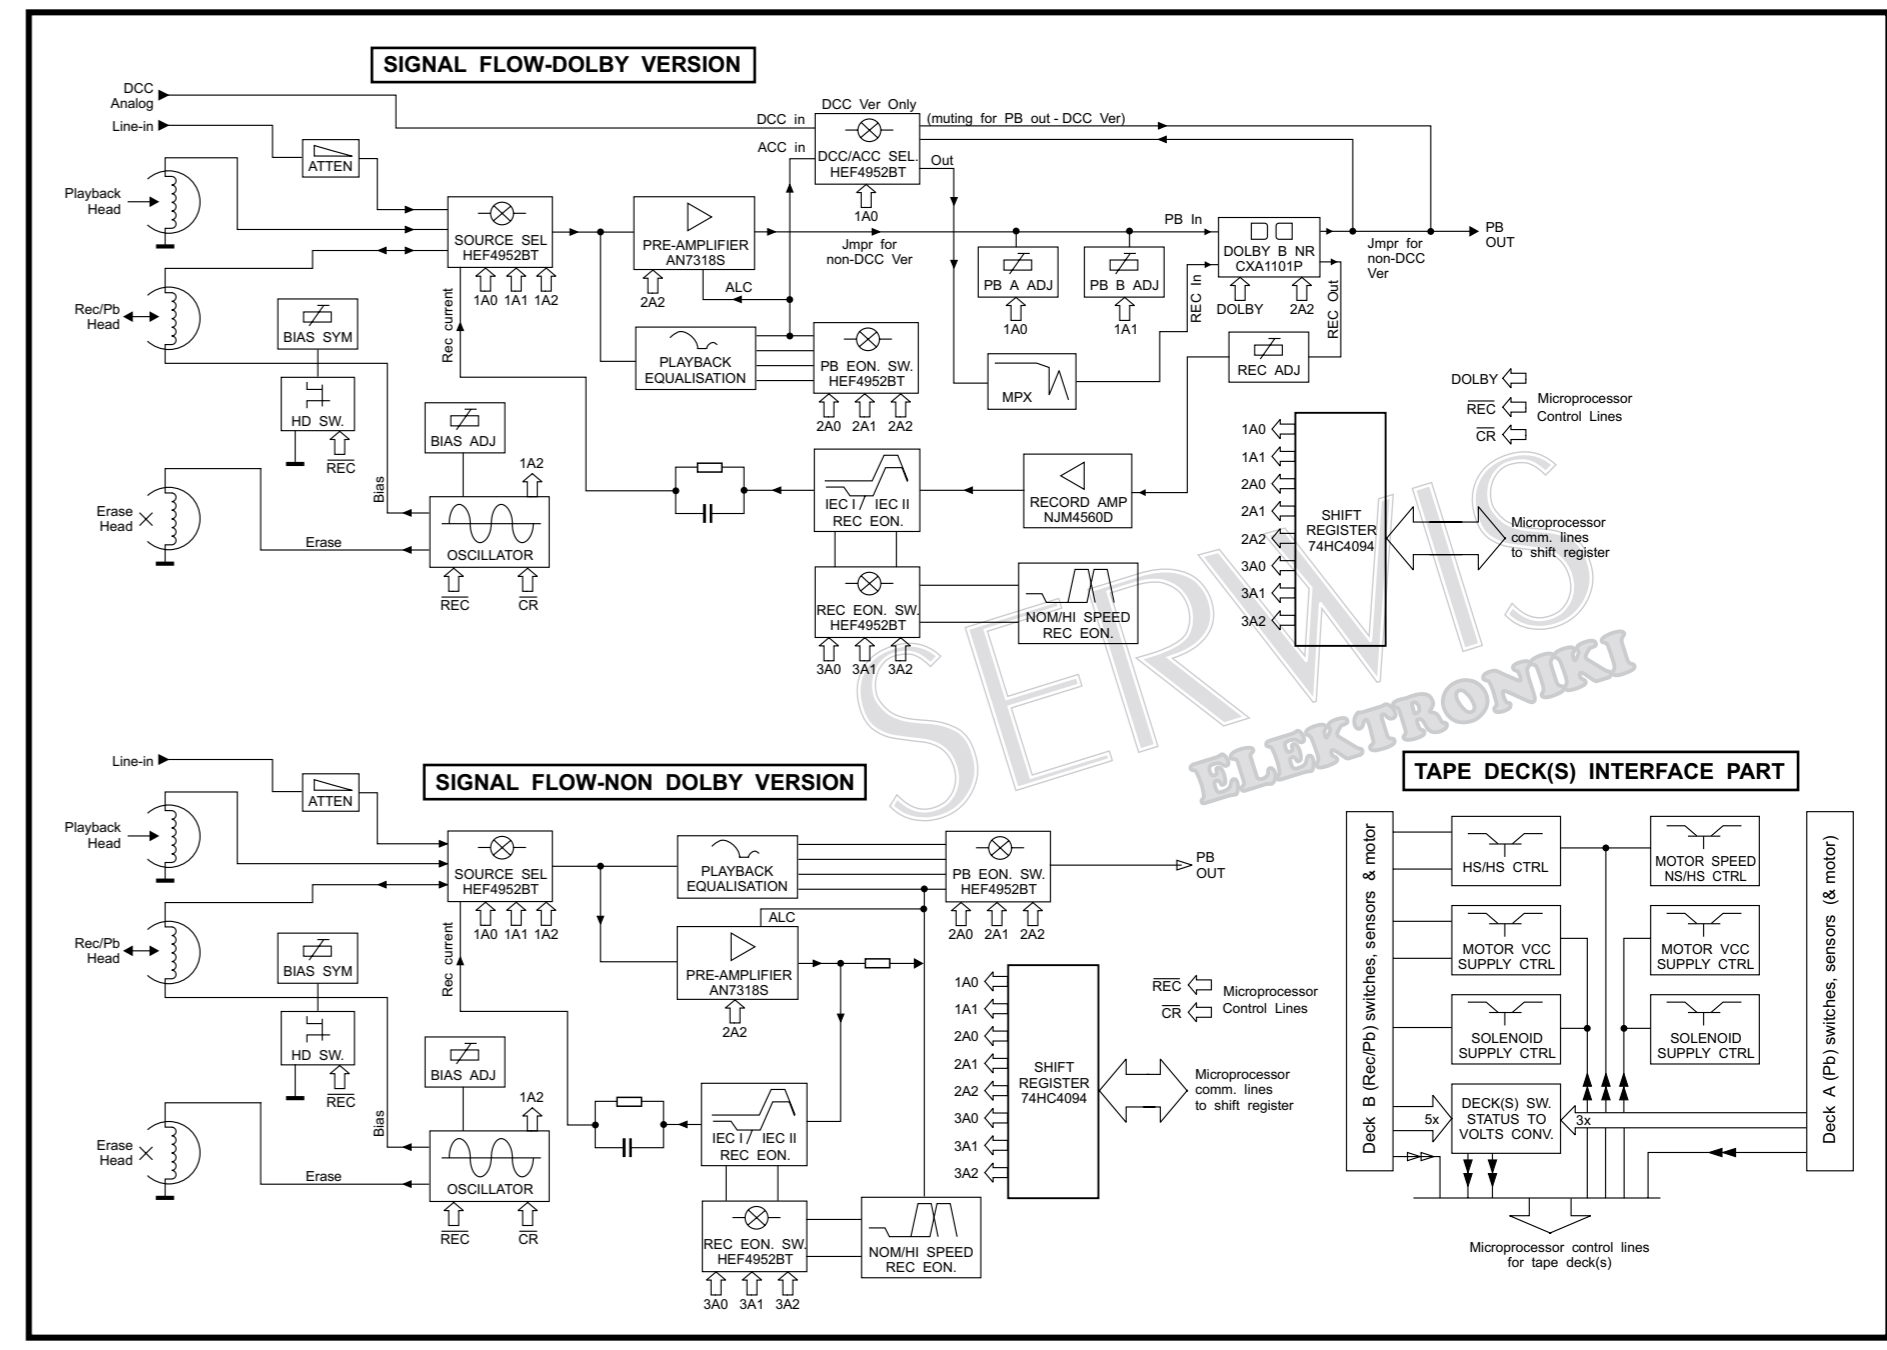 SIGNAL FLOW-DOLBY VERSION
DCC
Analog
Line-in
ATTEN
Playback
Head
Rec/Pb
Head
BIAS SYM
HD SW.
REC
Erase
Head
Erase
Bias
BIAS ADJ
1A2
OSCILLATOR
REC
CR
Rec current
SOURCE SEL
HEF4952BT
1A0 1A1 1A2
PRE-AMPLIFIER
AN7318S
2A2
ALC
PLAYBACK
EQUALISATION
PB EON. SW.
HEF4952BT
2A0 2A1 2A2
DCC Ver Only
DCC in
ACC in
DCC/ACC SEL.
HEF4952BT
1A0
Out
(muting for PB out - DCC Ver)
Jmpr for
non-DCC Ver
PB A ADJ
1A0
PB B ADJ
1A1
PB In
REC In
DOLBY B NR
CXA1101P
DOLBY
2A2
REC Out
Jmpr for
non-DCC
Ver
PB
OUT
MPX
REC ADJ
RECORD AMP
NJM4560D
IEC I / IEC II
REC EON.
REC EON. SW.
HEF4952BT
3A0 3A1 3A2
NOM/HI SPEED
REC EON.
DOLBY
REC
CR
Microprocessor
Control Lines
1A0
1A1
2A0
2A1
2A2
3A0
3A1
3A2
SHIFT
REGISTER
74HC4094
Microprocessor
comm. lines
to shift register
SERWIS
ELEKTRONIKI
SIGNAL FLOW-NON DOLBY VERSION
Line-in
ATTEN
Playback
Head
Rec/Pb
Head
BIAS SYM
HD SW.
REC
Erase
Head
Erase
Bias
BIAS ADJ
1A2
OSCILLATOR
REC
CR
Rec current
SOURCE SEL
HEF4952BT
1A0 1A1 1A2
PLAYBACK
EQUALISATION
PB EON. SW.
HEF4952BT
2A0 2A1 2A2
PB
OUT
ALC
PRE-AMPLIFIER
AN7318S
2A2
IEC I / IEC II
REC EON.
REC EON. SW.
HEF4952BT
3A0 3A1 3A2
NOM/HI SPEED
REC EON.
1A0
1A1
2A0
2A1
2A2
3A0
3A1
3A2
SHIFT
REGISTER
74HC4094
REC
CR
Microprocessor
Control Lines
Microprocessor
comm. lines
to shift register
TAPE DECK(S) INTERFACE PART
Deck B (Rec/Pb) switches, sensors & motor
HS/HS CTRL
MOTOR SPEED
NS/HS CTRL
MOTOR VCC
SUPPLY CTRL
MOTOR VCC
SUPPLY CTRL
SOLENOID
SUPPLY CTRL
SOLENOID
SUPPLY CTRL
5x
DECK(S) SW.
STATUS TO
VOLTS CONV.
3x
Deck A (Pb) switches, sensors (& motor)
Microprocessor control lines
for tape deck(s)